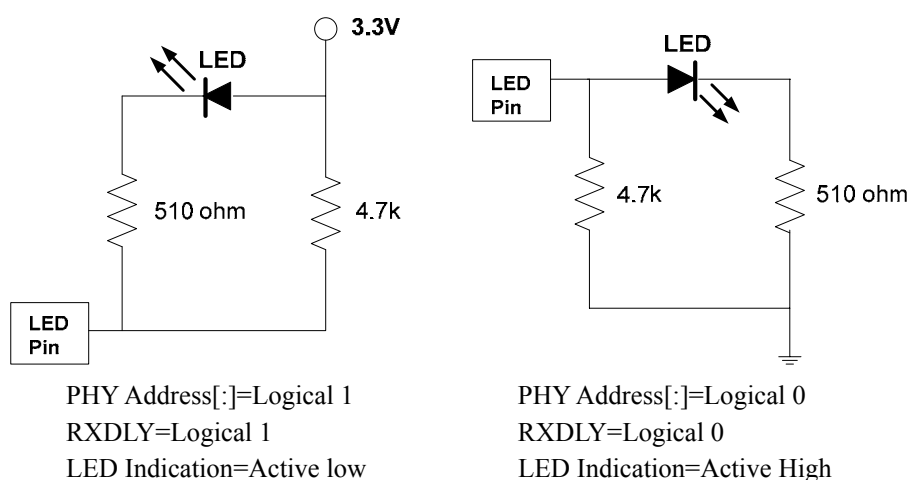 3.3V
LED
510 ohm
4.7k
LED
Pin
PHY Address[:]=Logical 1
RXDLY=Logical 1
LED Indication=Active low
LED
LED
Pin
4.7k
510 ohm
PHY Address[:]=Logical 0
RXDLY=Logical 0
LED Indication=Active High